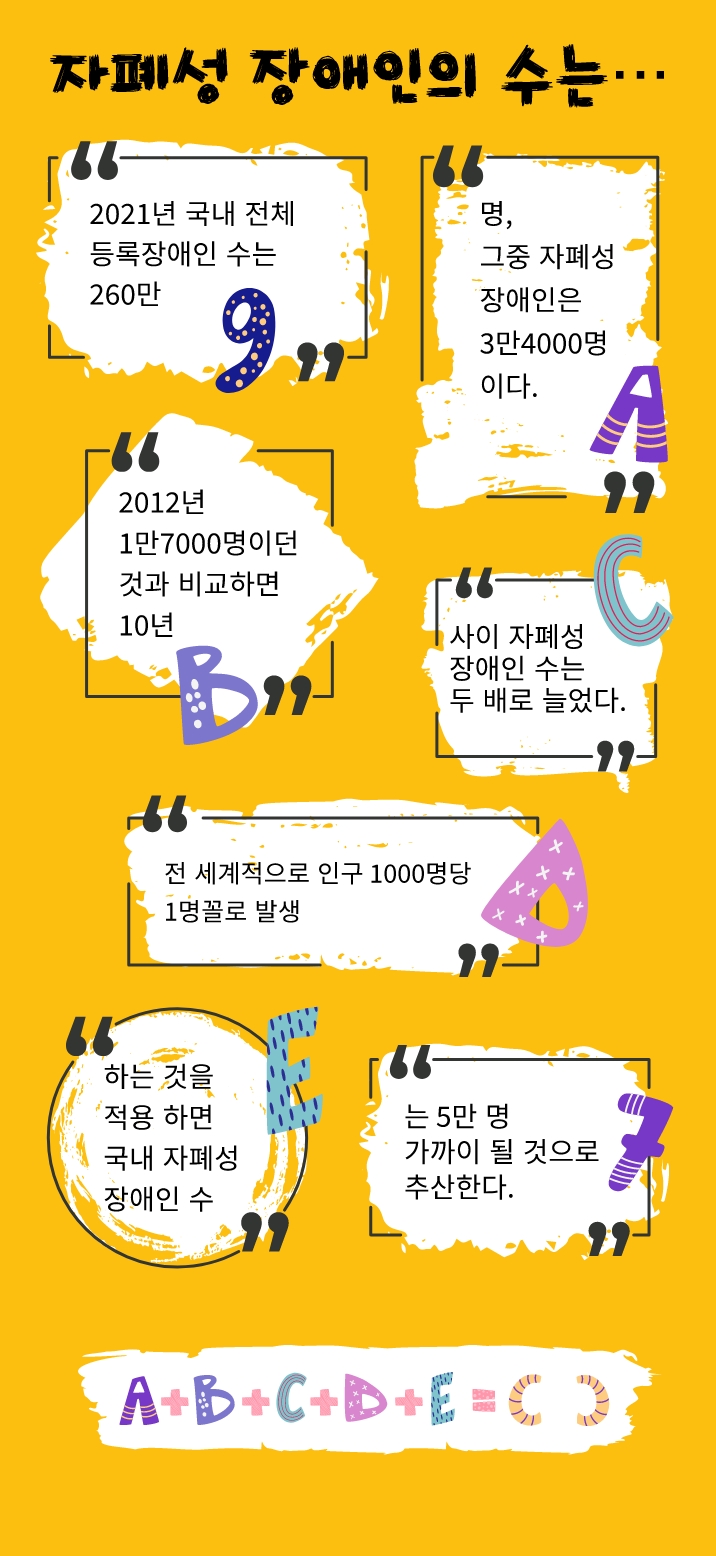 자폐성 장애인의 수는···
“
2021년 국내 전체
등록장애인 수는
260만
9
”
“
명,
그중 자폐성
장애인은
3만4000명
이다.
A
”
“
2012년
1만7000명이던
것과 비교하면
10년
B
”
“
C
사이 자폐성
장애인 수는
두 배로 늘었다.
”
“
전 세계적으로 인구 1000명당
1명꼴로 발생
D
”
“
E
하는 것을
적용 하면
국내 자폐성
장애인 수
”
“
는 5만 명
가까이 될 것으로
추산한다.
7
”
A+B+C+D+E=( )